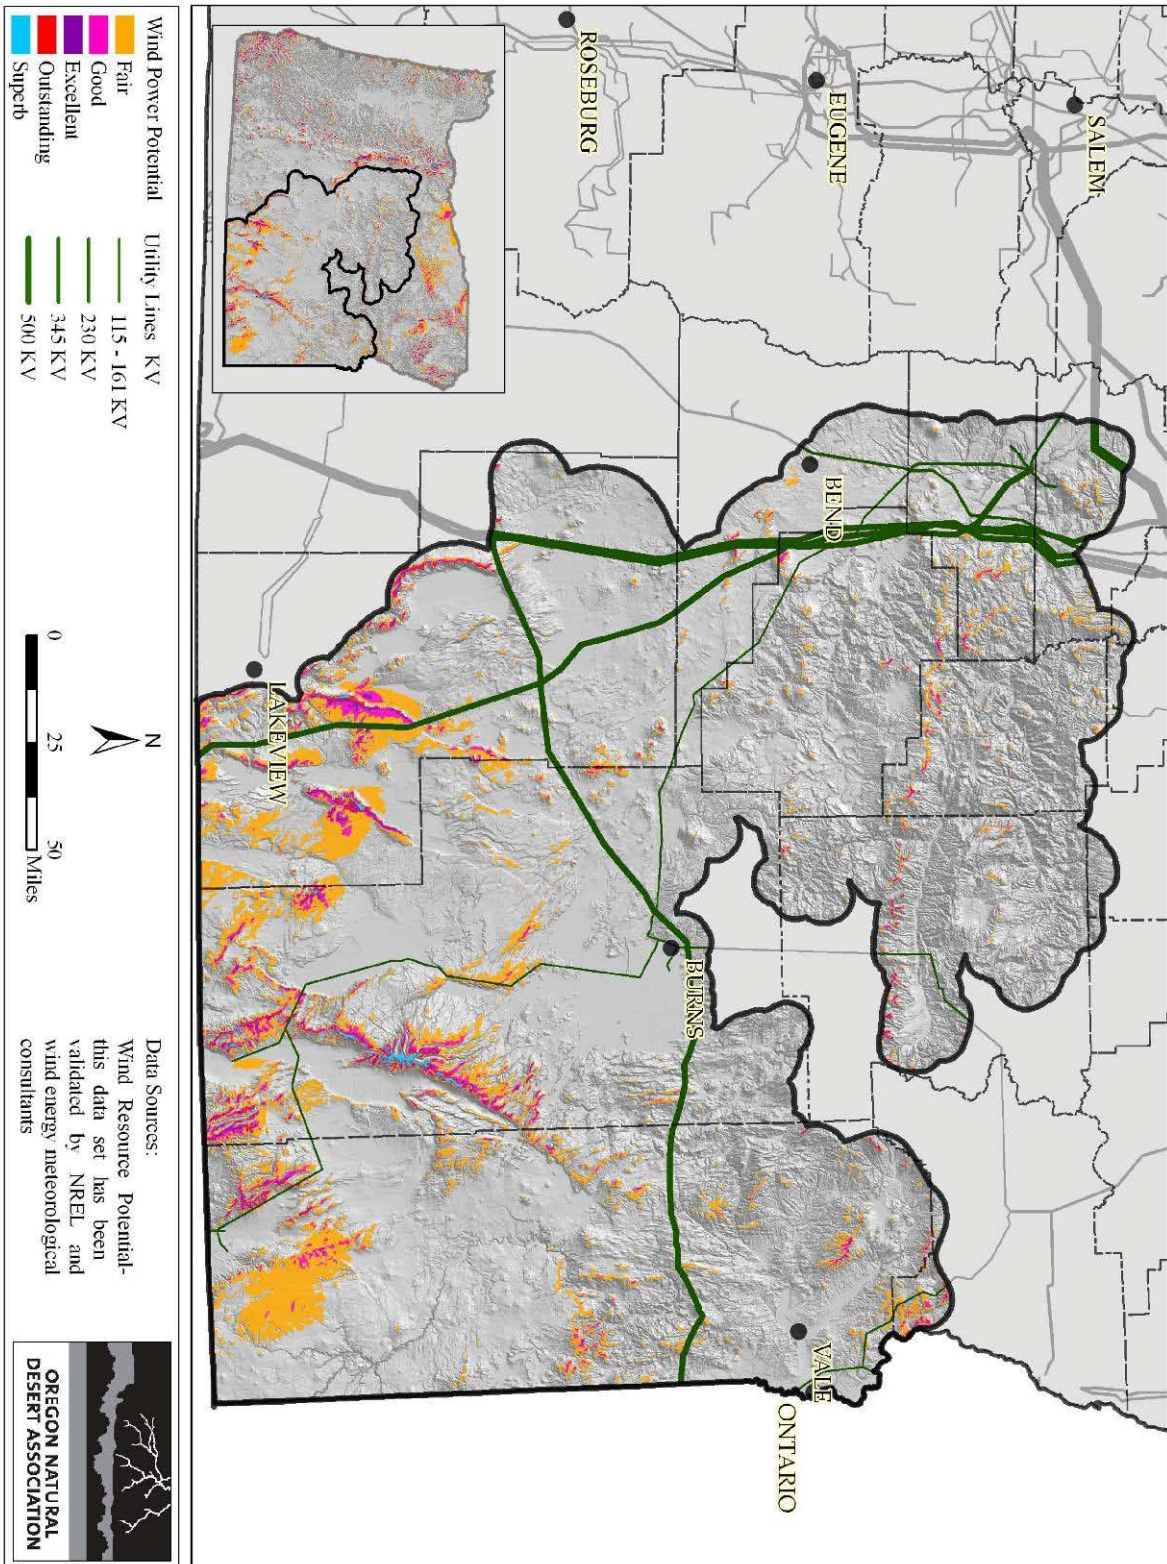 SALEM
EUGENE
ROSEBURG
BEND
BURNS
VALE
ONTARIO
LAKEVIEW
Wind Power Potential
Fair
Good
Excellent
Outstanding
Superb
Utility Lines KV
115 - 161 KV
230 KV
345 KV
500 KV
N
0 25 50
Miles
Data Sources:
Wind Resource Potential-
this data set has been
validated by NREL and
wind energy meteorological
consultants
OREGON NATURAL
DESERT ASSOCIATION